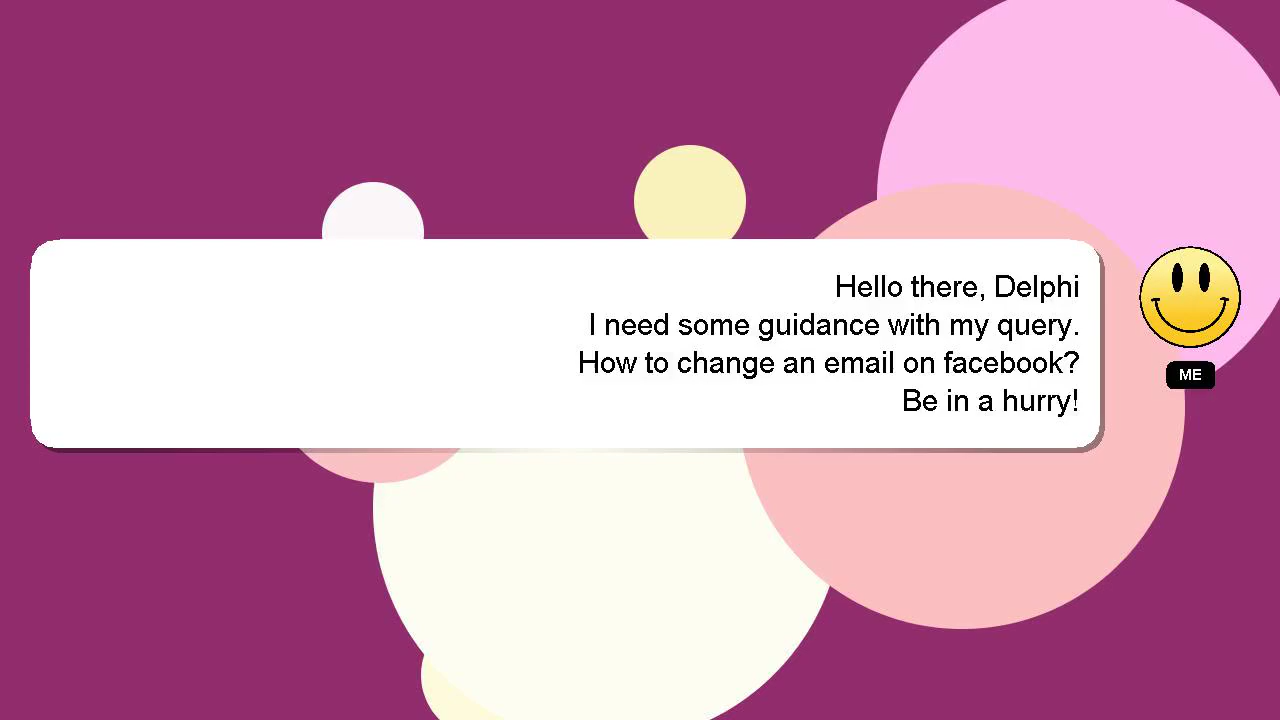 Hello there, Delphi
I need some guidance with my query.
How to change an email on facebook?
Be in a hurry!
ME